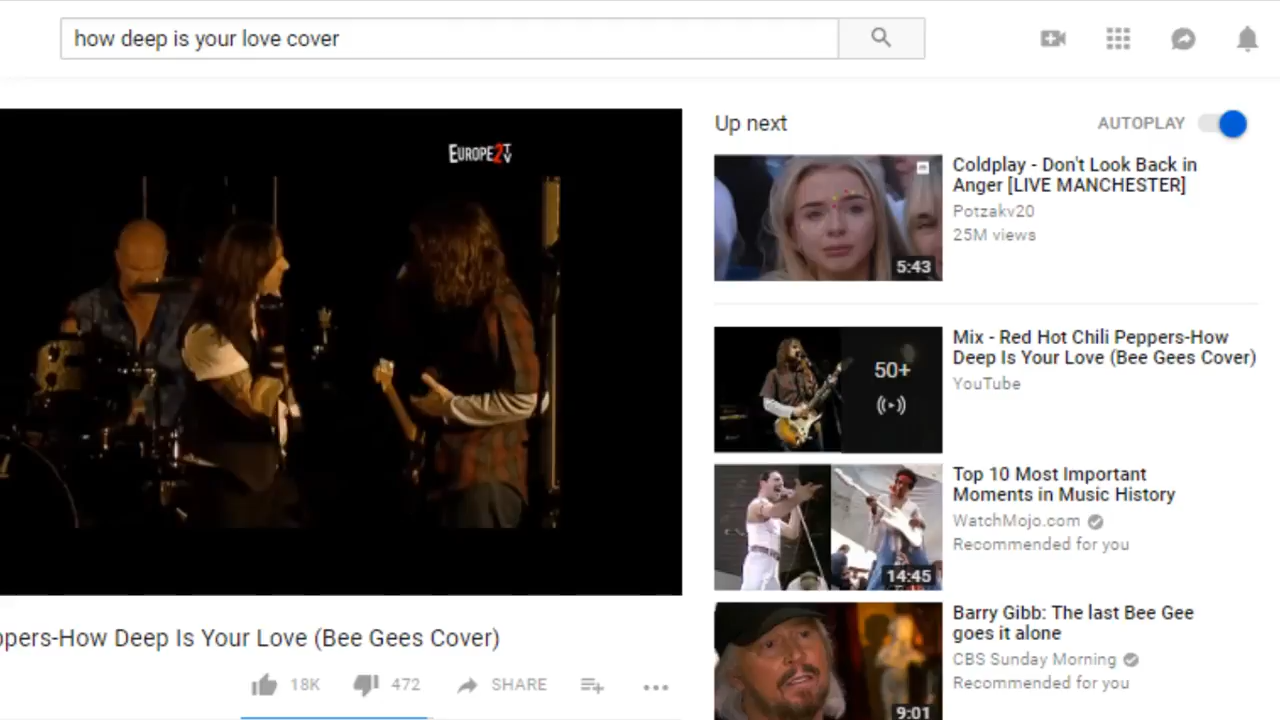 how deep is your love cover
EUROPE2TV
ppers-How Deep Is Your Love (Bee Gees Cover)
18K
472
SHARE
Up next
AUTOPLAY
5:43
Coldplay - Don't Look Back in
Anger [LIVE MANCHESTER]
Potzakv20
25M views
50+
Mix - Red Hot Chili Peppers-How
Deep Is Your Love (Bee Gees Cover)
YouTube
14:45
Top 10 Most Important
Moments in Music History
WatchMojo.com
Recommended for you
9:01
Barry Gibb: The last Bee Gee
goes it alone
CBS Sunday Morning
Recommended for you